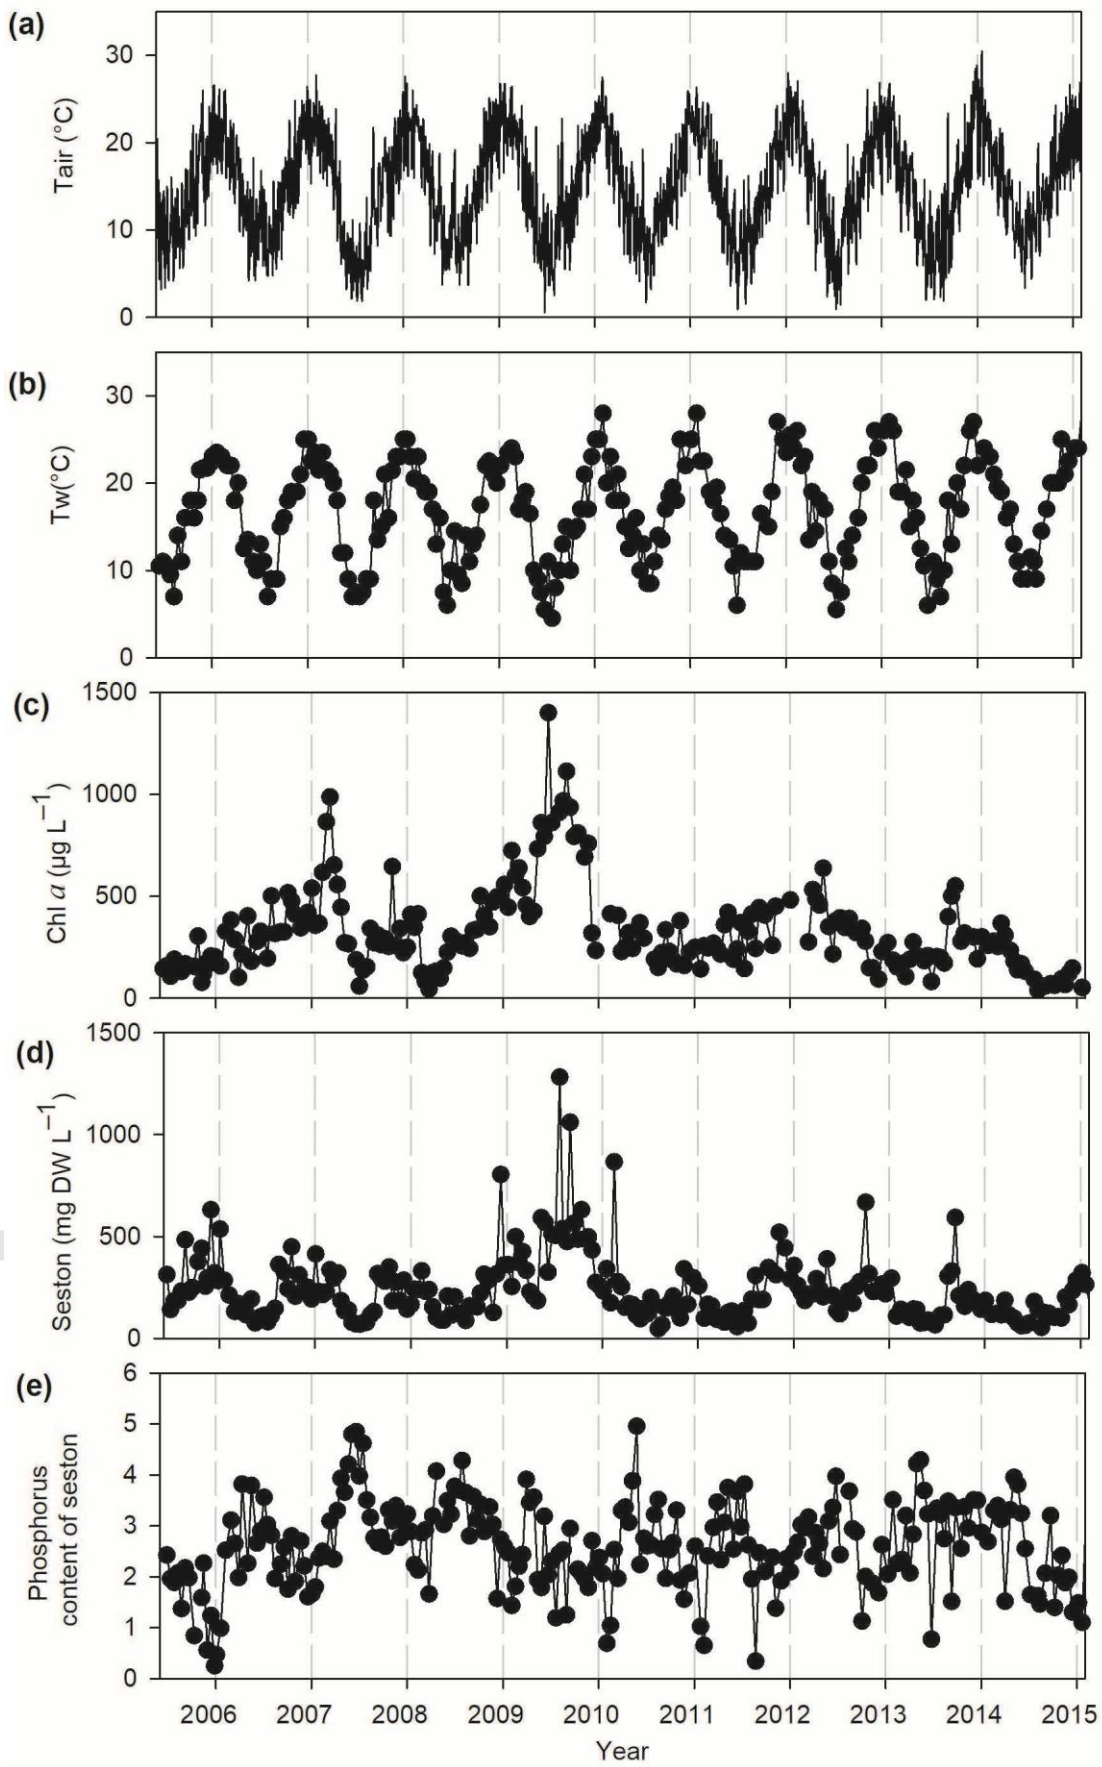 (a)
30
20
10
0
Tair (°C)
(b)
30
20
10
0
Tw(°C)
(c)
1500
1000
500
0
Chl a (µg L−1)
(d)
1500
1000
500
0
Seston (mg DW L−1)
(e)
6
5
4
3
2
1
0
Phosphorus
content of seston
2006 2007 2008 2009 2010 2011 2012 2013 2014 2015
Year